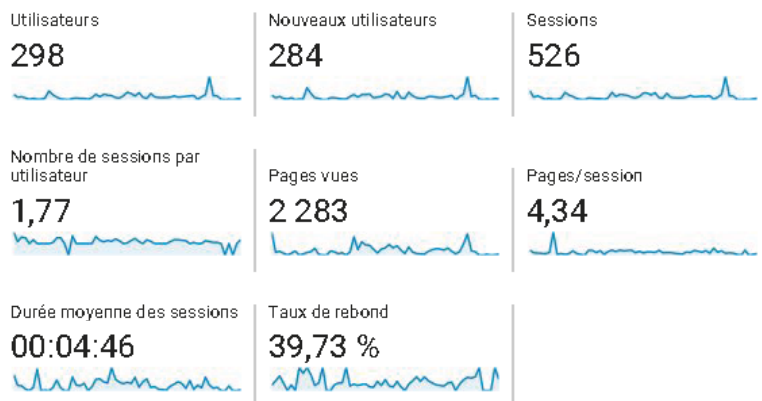 Utilisateurs
Nouveaux utilisateurs
Sessions
298
284
526
Nombre de sessions par
utilisateur
Pages vues
Pages/session
1,77
2 283
4,34
Durée moyenne des sessions
Taux de rebond
00:04:46
39,73 %